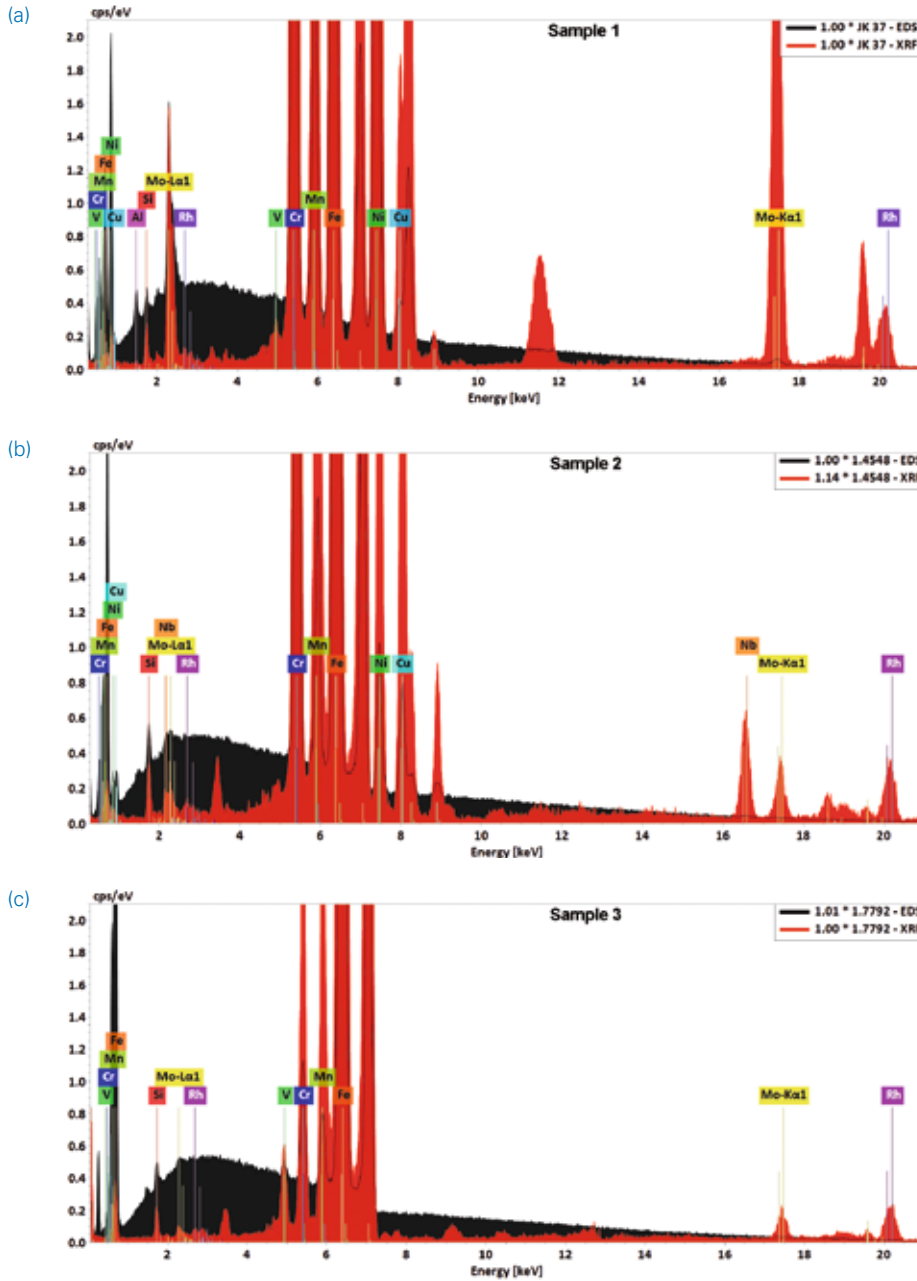 (a)
cps/eV
Sample 1
1.00 * JK 37 - EDS
1.00 * JK 37 - XRF
2.0
1.8
1.6
1.4
1.2
1.0
0.8
0.6
0.4
0.2
0.0
Ni
Fe
Mn Mo-Lα1 Mn
Cr Si V Cr Fe Ni Cu Mo-Kα1 Rh
V Cu Al Rh
2 4 6 8 10 12 14 16 18 20
Energy [keV]
(b)
cps/eV
Sample 2
1.00 * 1.4548 - EDS
1.14 * 1.4548 - XRF
2.0
1.8
1.6
1.4
1.2
1.0
0.8
0.6
0.4
0.2
0.0
Cu
Ni
Fe Nb
Mn Mo-Lα1 Mn Nb
Cr Si Rh Cr Fe Ni Cu Mo-Kα1 Rh
2 4 6 8 10 12 14 16 18 20
Energy [keV]
(c)
cps/eV
Sample 3
1.01 * 1.7792 - EDS
1.00 * 1.7792 - XRF
2.0
1.8
1.6
1.4
1.2
1.0
0.8
0.6
0.4
0.2
0.0
Fe
Mn
Cr Mo-Lα1 Mn
V Si Rh V Cr Fe Mo-Kα1 Rh
2 4 6 8 10 12 14 16 18 20
Energy [keV]